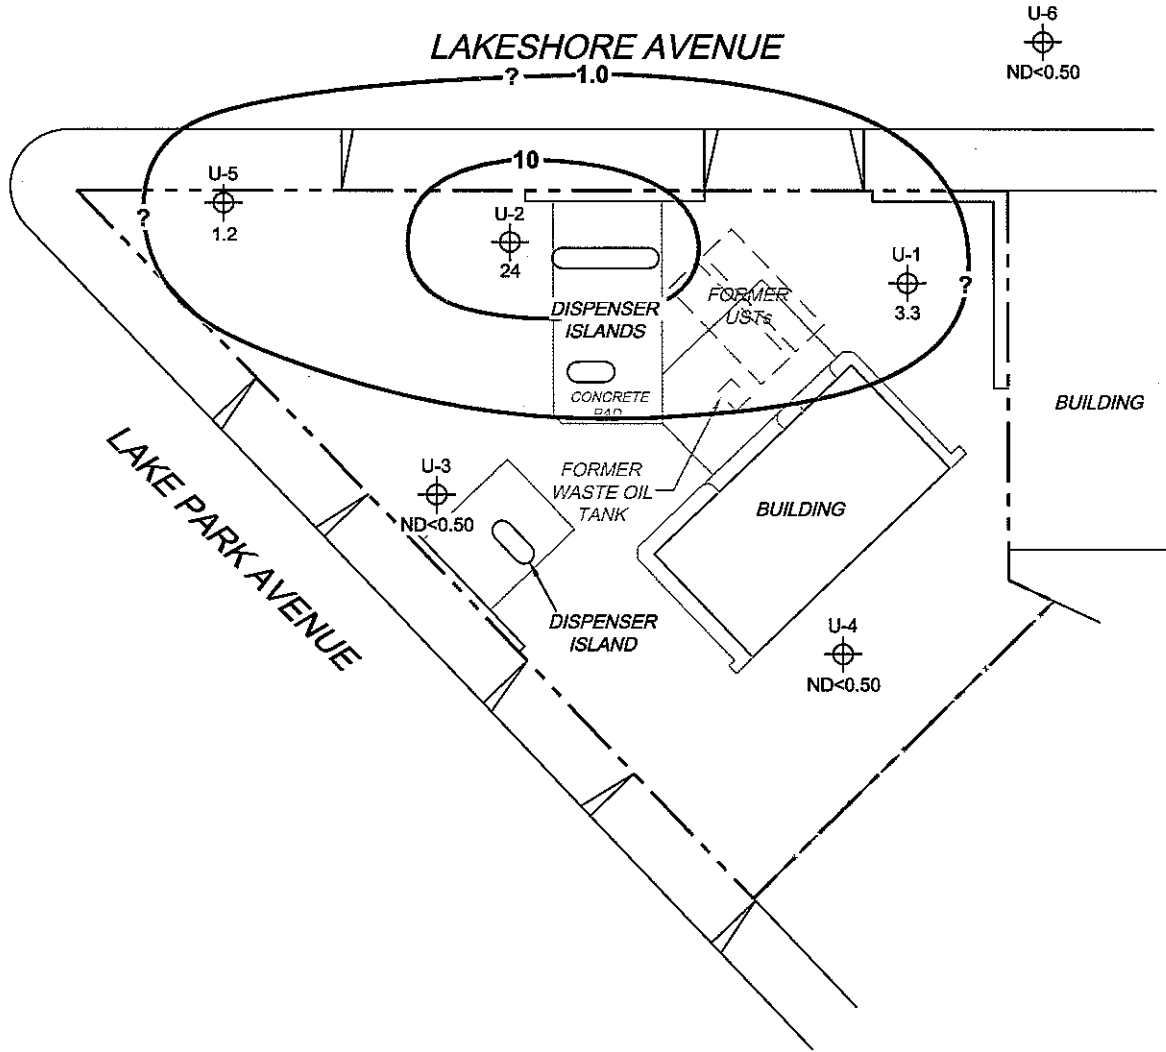 U-6
ND<0.50
LAKESHORE AVENUE
? 1.0
10
U-5
1.2
?
U-2
24
U-1
3.3
?
FORMER
USTs
DISPENSER
ISLANDS
CONCRETE
PAD
BUILDING
LAKE PARK AVENUE
U-3
ND<0.50
FORMER
WASTE OIL
TANK
BUILDING
DISPENSER
ISLAND
U-4
ND<0.50